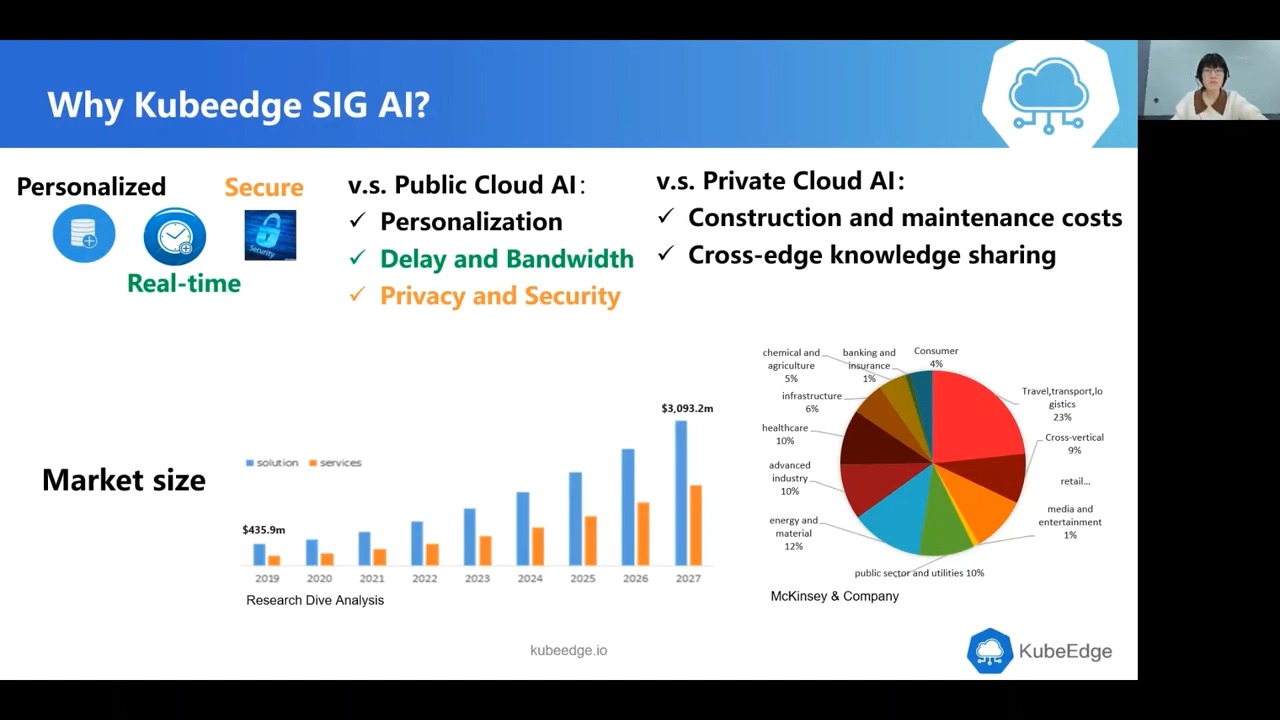 Why Kubeedge SIG AI?
Personalized
Secure
Security
Real-time
v.s. Public Cloud AI:
✓ Personalization
✓ Delay and Bandwidth
✓ Privacy and Security
v.s. Private Cloud AI:
✓ Construction and maintenance costs
✓ Cross-edge knowledge sharing
Market size
solution services
$435.9m
$3,093.2m
2019 2020 2021 2022 2023 2024 2025 2026 2027
Research Dive Analysis
Consumer
4%
Travel,transport,lo
gistics
23%
Cross-vertical
9%
retail...
media and
entertainment
1%
public sector and utilities 10%
energy and
material
12%
advanced
industry
10%
healthcare
10%
infrastructure
6%
chemical and
agriculture
5%
banking and
insurance
1%
McKinsey & Company
kubeedge.io
KubeEdge